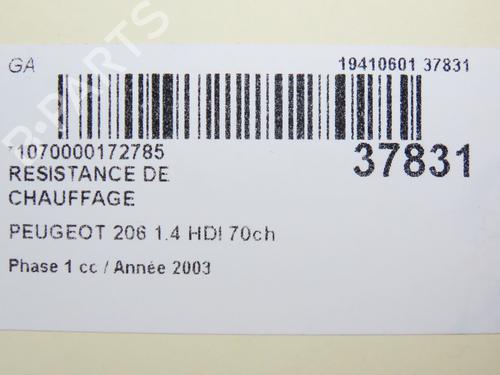 GA
19410601 37831
*1070000172785
37831
RESISTANCE DE
CHAUFFAGE
PEUGEOT 206 1.4 HDI 70ch
Phase 1 cc / Année 2003
B-PARTS